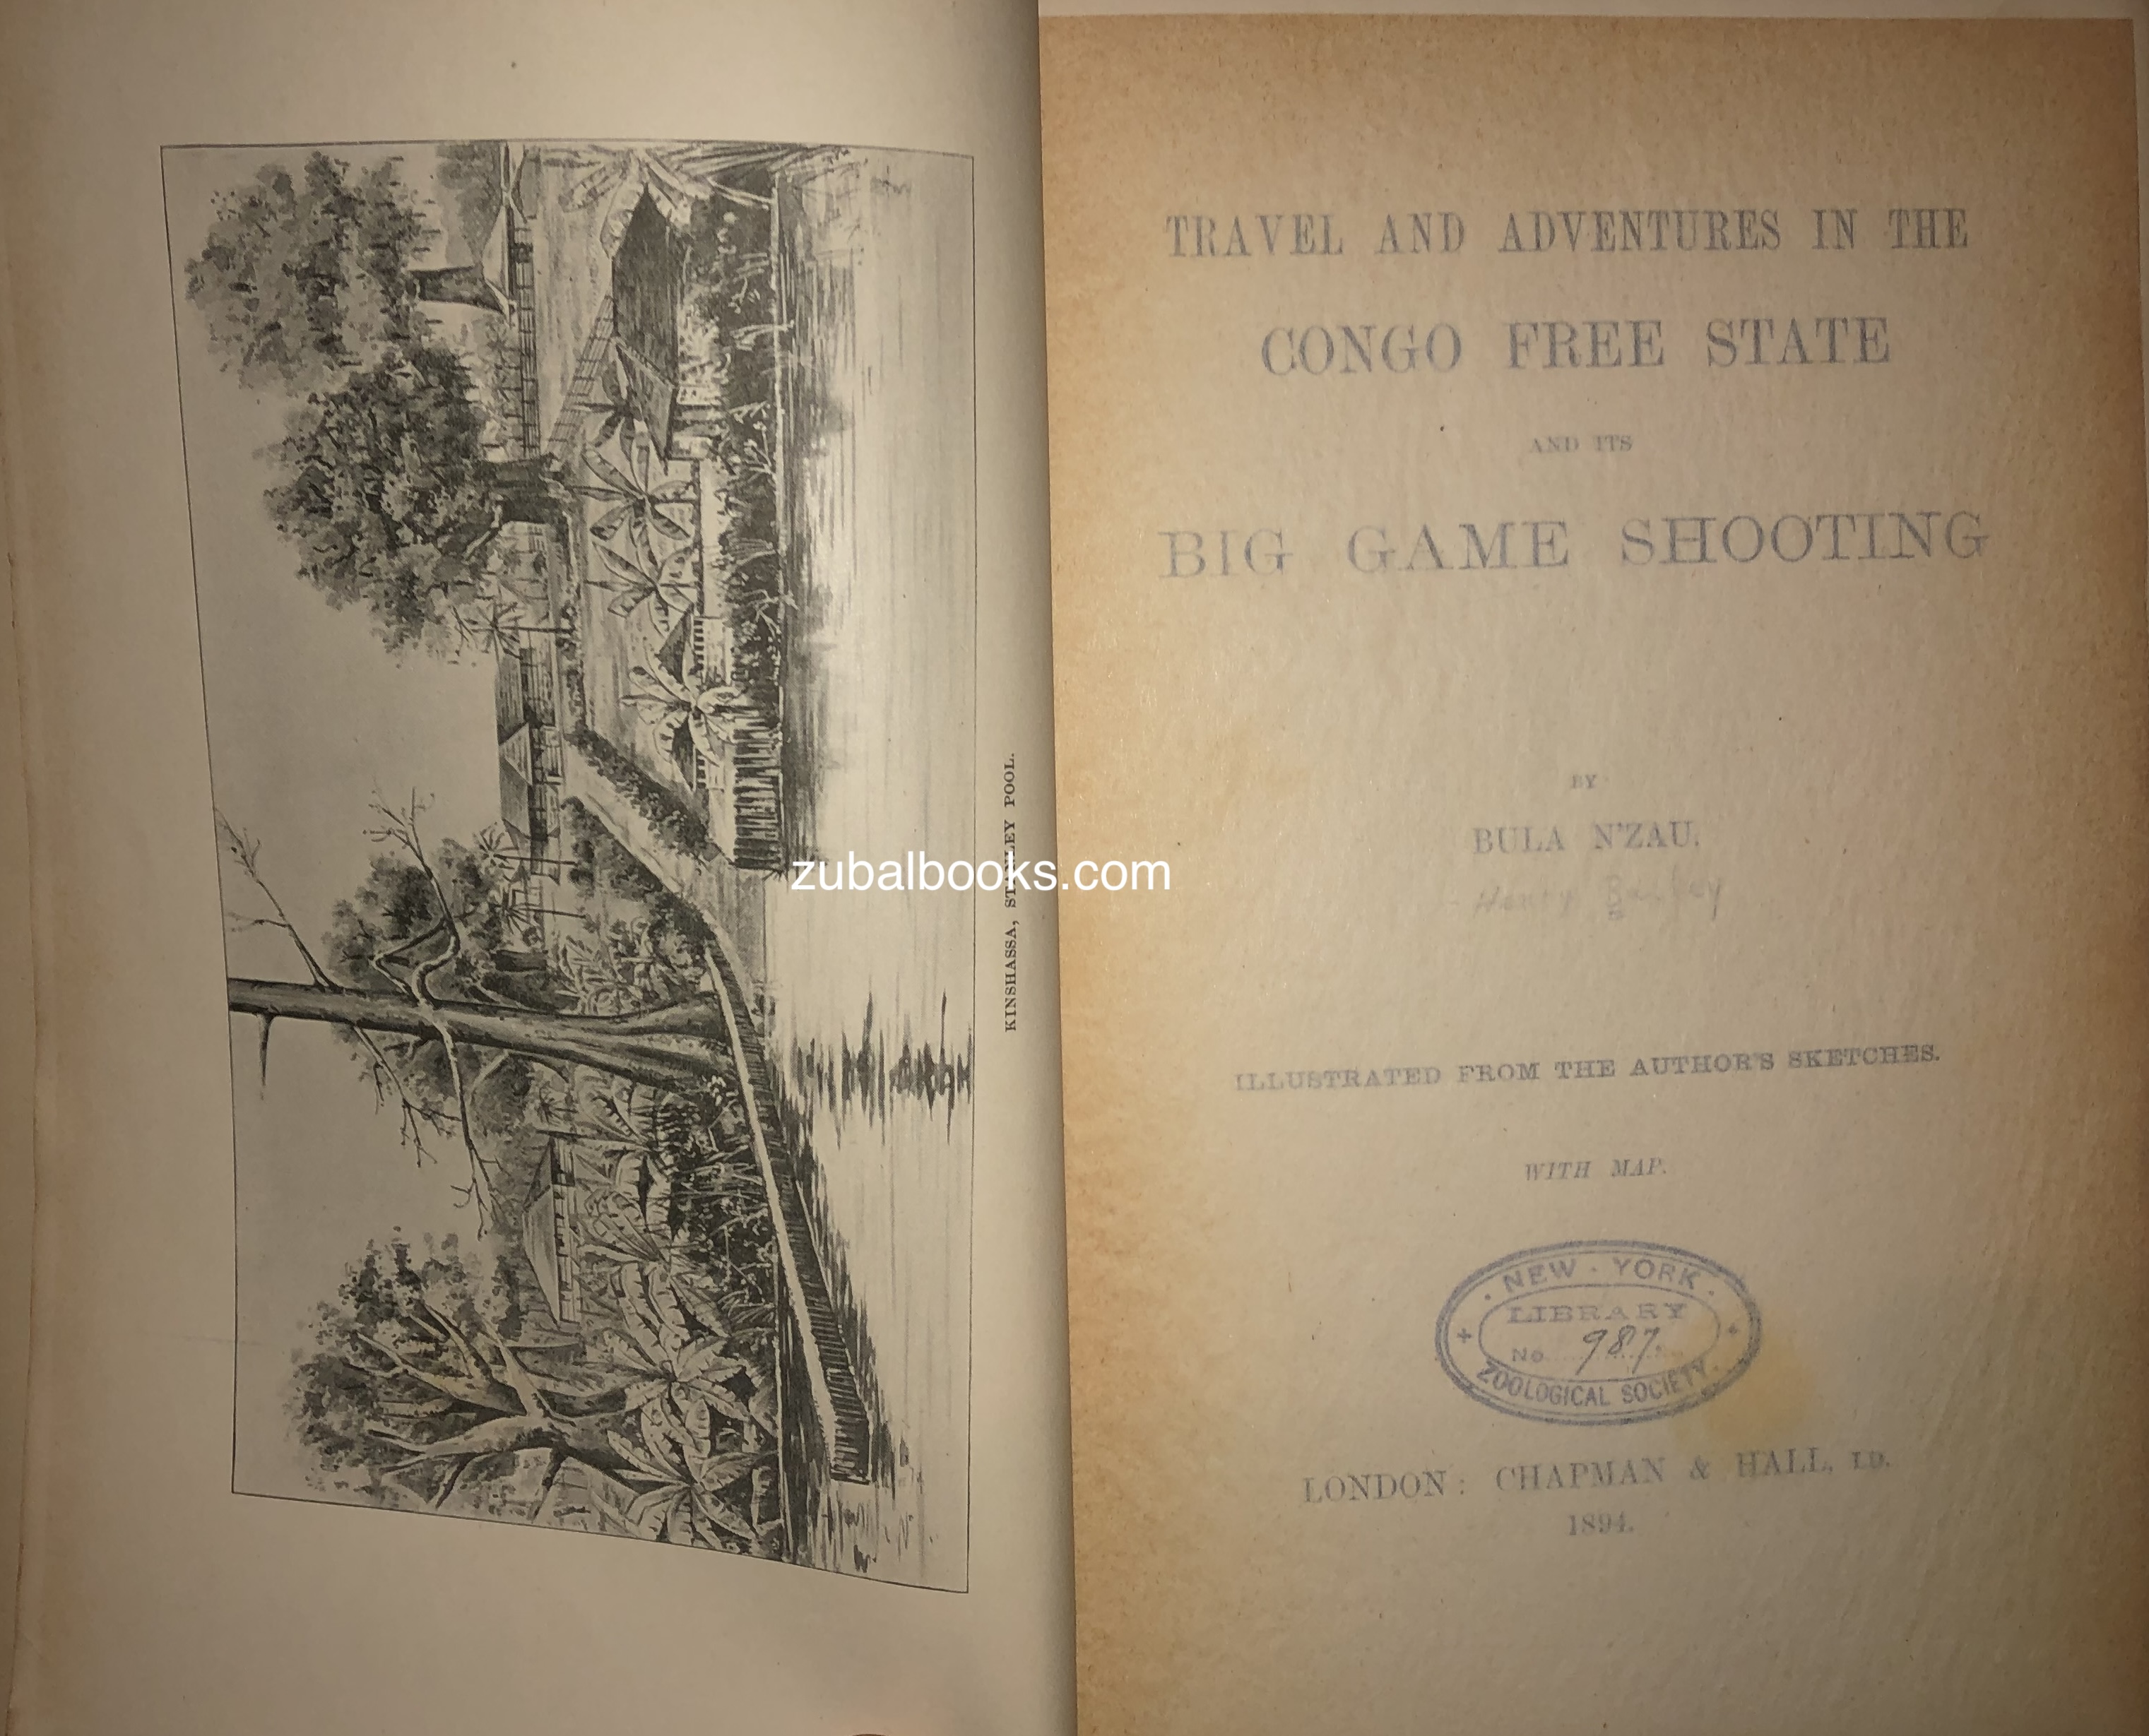 KINSHASSA, STANLEY POOL.
zubalbooks.com
TRAVEL AND ADVENTURES IN THE
CONGO FREE STATE
AND ITS
BIG GAME SHOOTING
BY
BULA N'ZAU.
Henry
ILLUSTRATED FROM THE AUTHOR'S SKETCHES.
WITH MAP.
NEW · YORK
LIBRARY
No 987.
ZOOLOGICAL SOCIETY.
LONDON: CHAPMAN & HALL, LD.
1894.